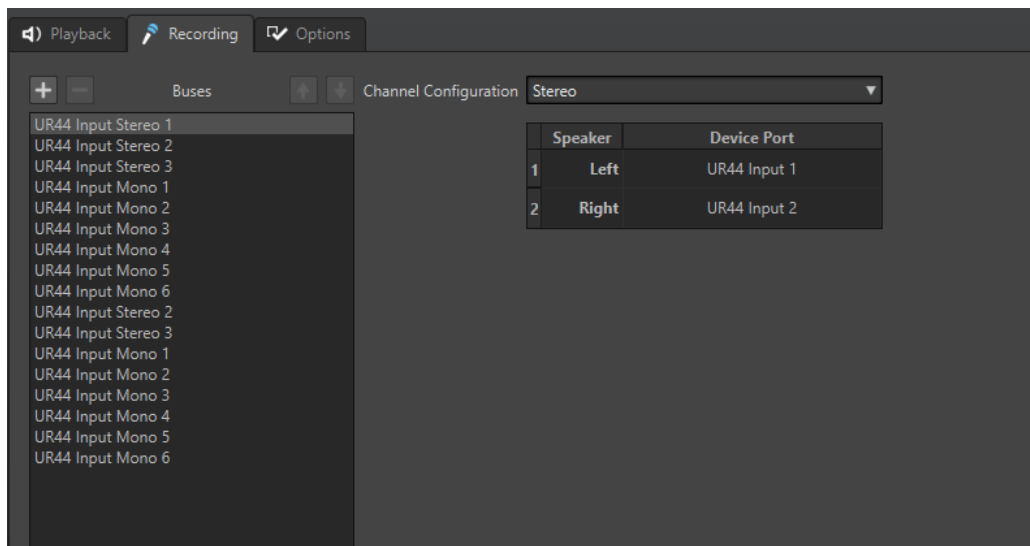 Playback Recording Options
Buses Channel Configuration Stereo
UR44 Input Stereo 1
UR44 Input Stereo 2
UR44 Input Stereo 3
UR44 Input Mono 1
UR44 Input Mono 2
UR44 Input Mono 3
UR44 Input Mono 4
UR44 Input Mono 5
UR44 Input Mono 6
UR44 Input Stereo 2
UR44 Input Stereo 3
UR44 Input Mono 1
UR44 Input Mono 2
UR44 Input Mono 3
UR44 Input Mono 4
UR44 Input Mono 5
UR44 Input Mono 6
Speaker Device Port
1 Left UR44 Input 1
2 Right UR44 Input 2